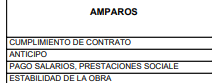 AMPAROS
CUMPLIMIENTO DE CONTRATO
ANTICIPO
PAGO SALARIOS, PRESTACIONES SOCIALE
ESTABILIDAD DE LA OBRA